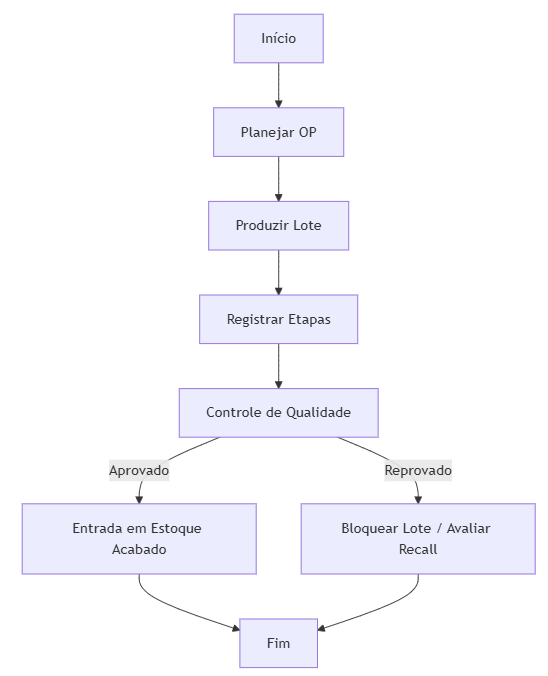 Início
Planejar OP
Produzir Lote
Registrar Etapas
Controle de Qualidade
Aprovado
Reprovado
Entrada em Estoque
Acabado
Bloquear Lote / Avaliar
Recall
Fim